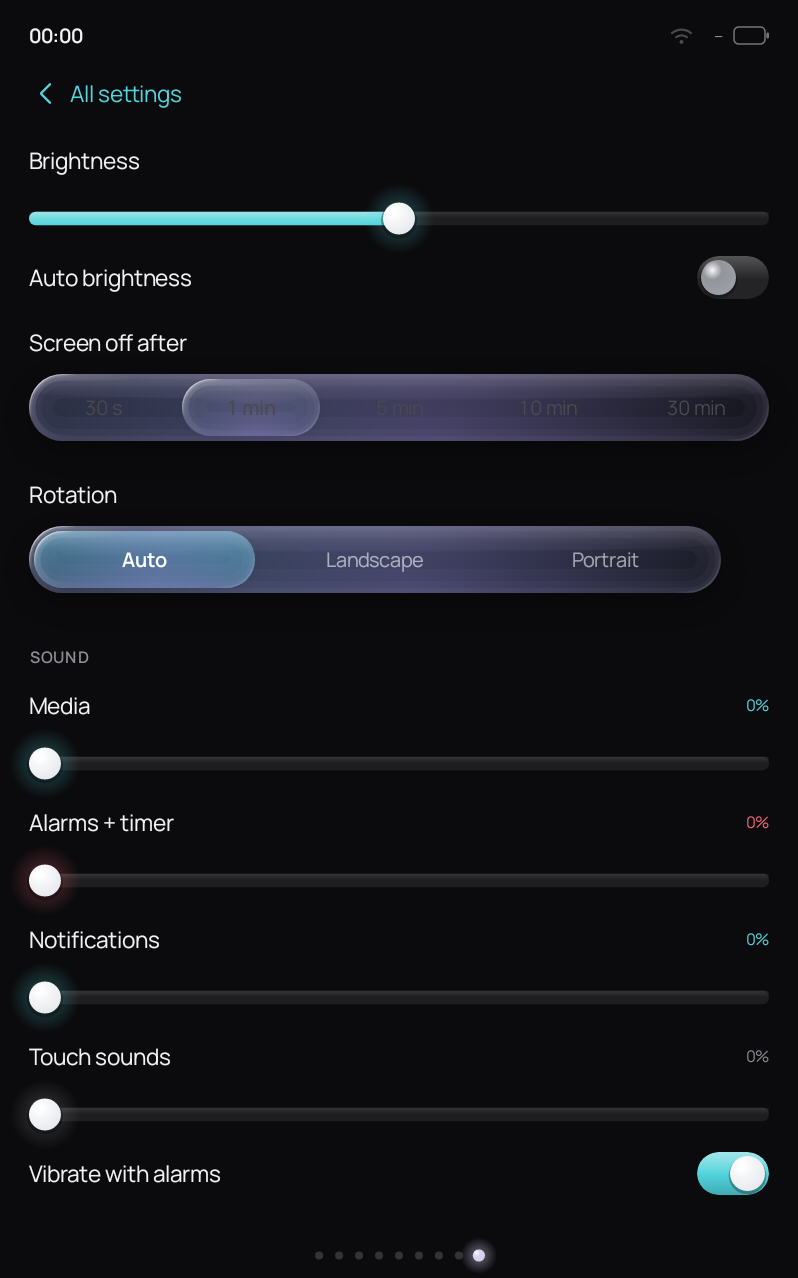 00:00
–
All settings
Brightness
Auto brightness
Screen off after
30 s 1 min 5 min 10 min 30 min
Rotation
Auto Landscape Portrait
SOUND
Media 0%
Alarms + timer 0%
Notifications 0%
Touch sounds 0%
Vibrate with alarms